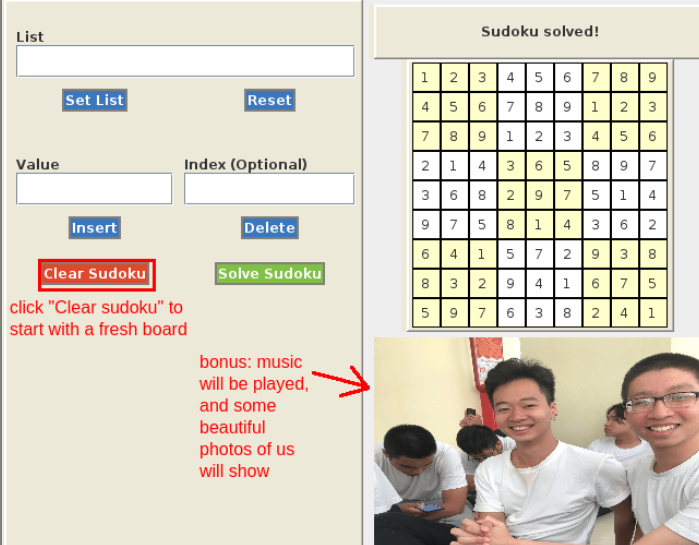 List
Set List
Reset
Value
Index (Optional)
Insert
Delete
Clear Sudoku
Solve Sudoku
click "Clear sudoku" to
start with a fresh board
bonus: music
will be played,
and some
beautiful
photos of us
will show
Sudoku solved!
1 2 3 4 5 6 7 8 9
4 5 6 7 8 9 1 2 3
7 8 9 1 2 3 4 5 6
2 1 4 3 6 5 8 9 7
3 6 8 2 9 7 5 1 4
9 7 5 8 1 4 3 6 2
6 4 1 5 7 2 9 3 8
8 3 2 9 4 1 6 7 5
5 9 7 6 3 8 2 4 1